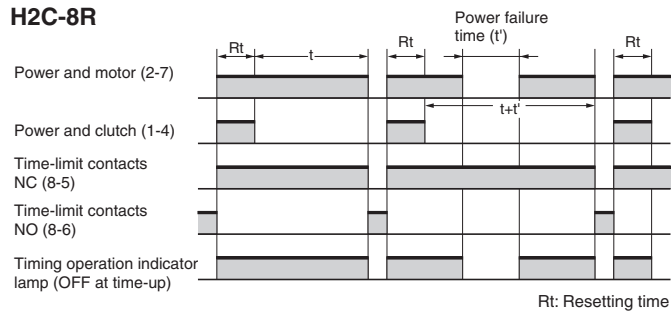 H2C-8R
Power failure
time (t')
Rt
t
Rt
Rt
Power and motor (2-7)
t+t'
Power and clutch (1-4)
Time-limit contacts
NC (8-5)
Time-limit contacts
NO (8-6)
Timing operation indicator
lamp (OFF at time-up)
Rt: Resetting time